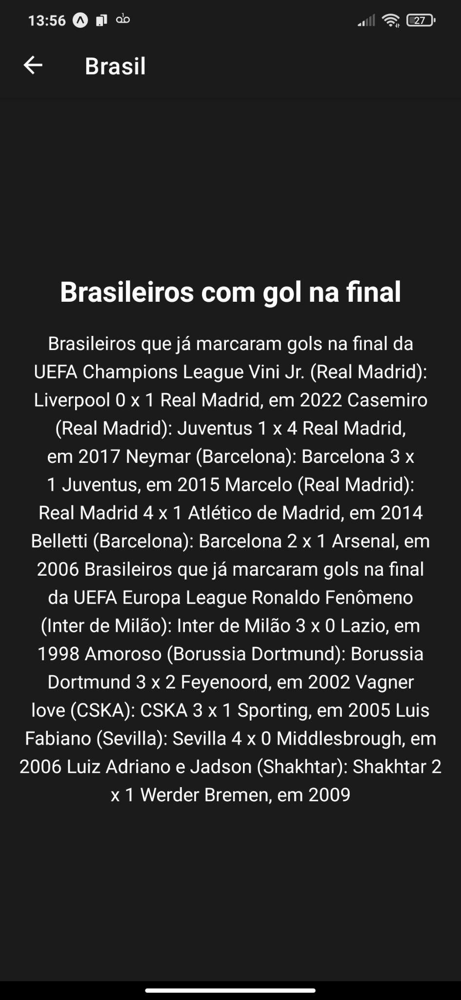 13:56
27
Brasil
Brasileiros com gol na final
Brasileiros que já marcaram gols na final da
UEFA Champions League Vini Jr. (Real Madrid):
Liverpool 0 x 1 Real Madrid, em 2022 Casemiro
(Real Madrid): Juventus 1 x 4 Real Madrid,
em 2017 Neymar (Barcelona): Barcelona 3 x
1 Juventus, em 2015 Marcelo (Real Madrid):
Real Madrid 4 x 1 Atlético de Madrid, em 2014
Belletti (Barcelona): Barcelona 2 x 1 Arsenal, em
2006 Brasileiros que já marcaram gols na final
da UEFA Europa League Ronaldo Fenômeno
(Inter de Milão): Inter de Milão 3 x 0 Lazio, em
1998 Amoroso (Borussia Dortmund): Borussia
Dortmund 3 x 2 Feyenoord, em 2002 Vagner
love (CSKA): CSKA 3 x 1 Sporting, em 2005 Luis
Fabiano (Sevilla): Sevilla 4 x 0 Middlesbrough, em
2006 Luiz Adriano e Jadson (Shakhtar): Shakhtar 2
x 1 Werder Bremen, em 2009